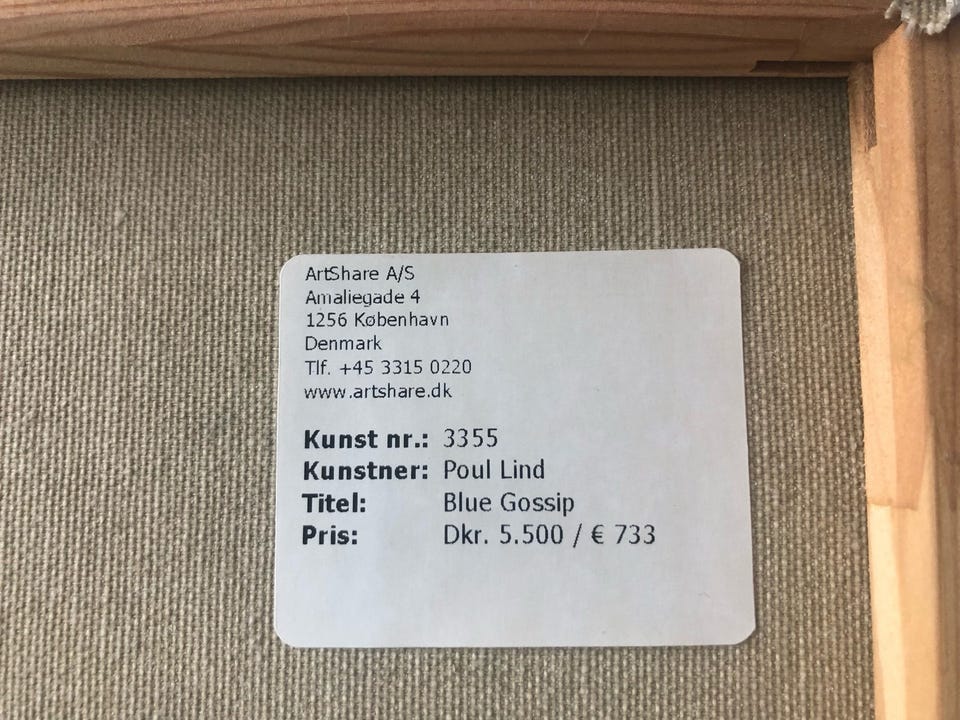 ArtShare A/S
Amaliegade 4
1256 København
Denmark
Tlf. +45 3315 0220
www.artshare.dk
Kunst nr.: 3355
Kunstner: Poul Lind
Titel: Blue Gossip
Pris: Dkr. 5.500 / € 733